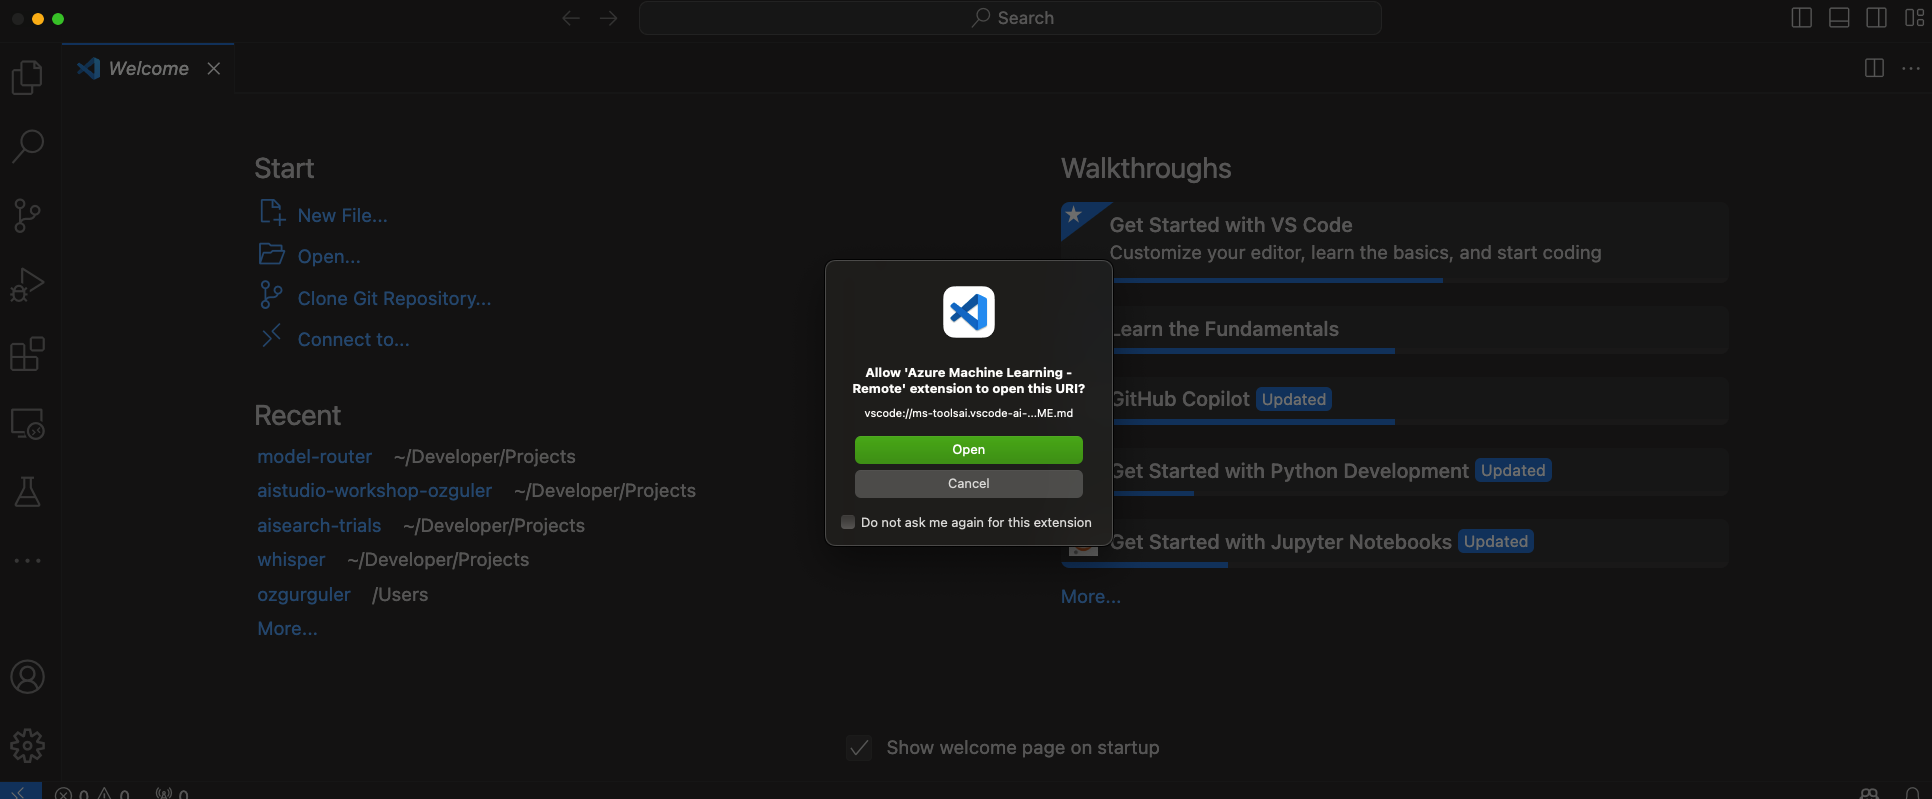 Search
Welcome
Start
New File...
Open...
Clone Git Repository...
Connect to...
Recent
model-router ~/Developer/Projects
aistudio-workshop-ozguler ~/Developer/Projects
aisearch-trials ~/Developer/Projects
whisper ~/Developer/Projects
ozgurguler /Users
More...
Walkthroughs
Get Started with VS Code
Customize your editor, learn the basics, and start coding
Learn the Fundamentals
GitHub Copilot Updated
Get Started with Python Development Updated
Get Started with Jupyter Notebooks Updated
More...
Allow 'Azure Machine Learning -
Remote' extension to open this URI?
vscode://ms-toolsai.vscode-ai-...ME.md
Open
Cancel
Do not ask me again for this extension
Show welcome page on startup
0 0 0